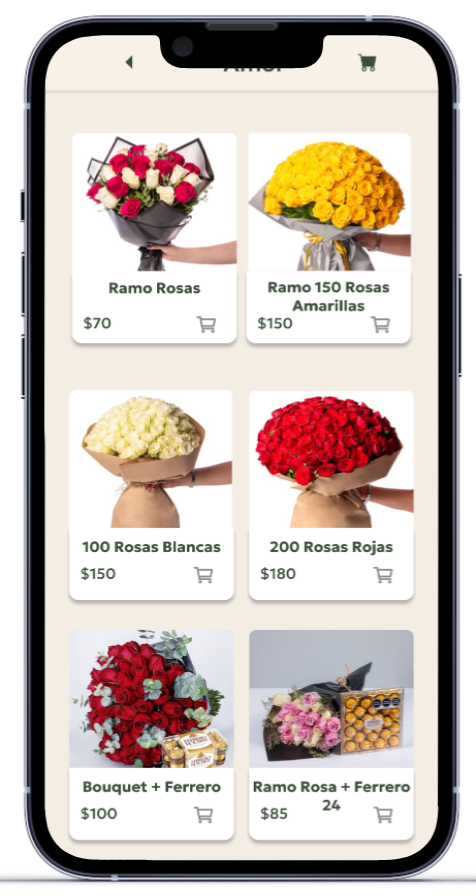 Amor
Ramo Rosas
$70
Ramo 150 Rosas
Amarillas
$150
100 Rosas Blancas
$150
200 Rosas Rojas
$180
Bouquet + Ferrero
$100
Ramo Rosa + Ferrero
24
$85